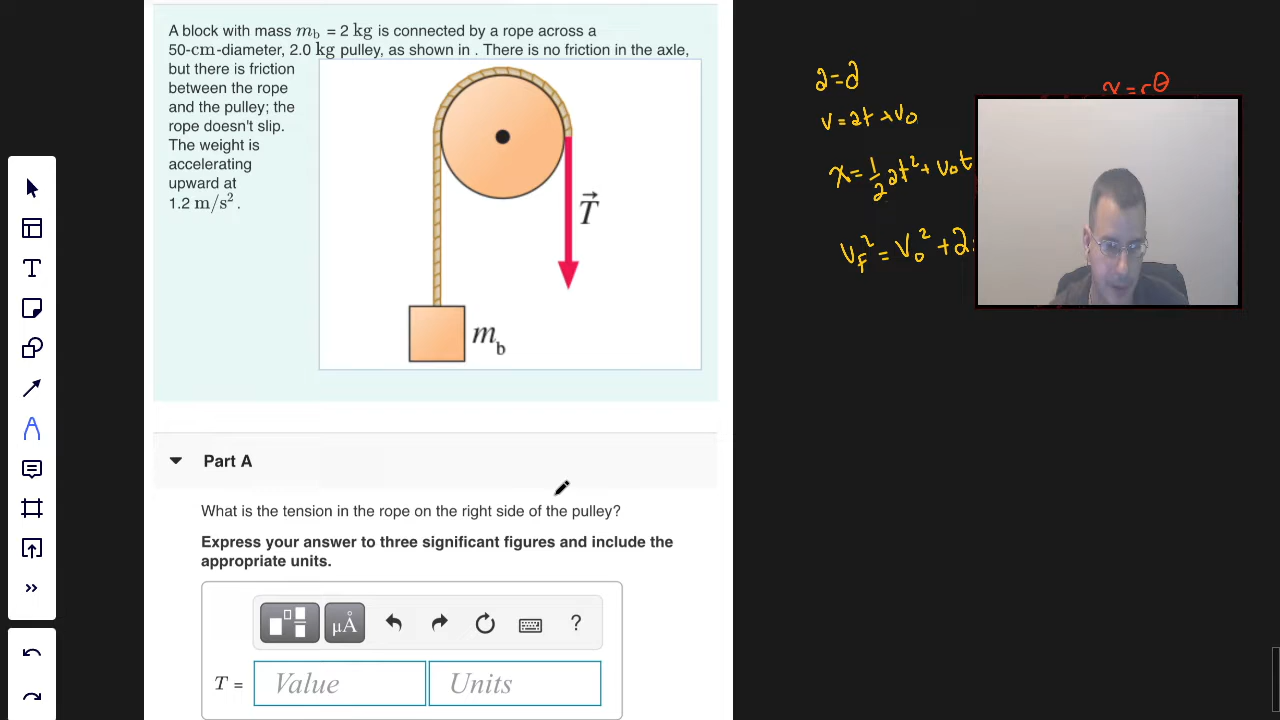 A block with mass m_b = 2 kg is connected by a rope across a
50-cm-diameter, 2.0 kg pulley, as shown in . There is no friction in the axle,
but there is friction
between the rope
and the pulley; the
rope doesn't slip.
The weight is
accelerating
upward at
1.2 m/s².
T⃗
m_b
Part A
What is the tension in the rope on the right side of the pulley?
Express your answer to three significant figures and include the
appropriate units.
μÅ
?
T = Value Units
T
»
a=a
v=at+v₀
x=½at²+v₀t
v_F²=v₀²+2
x=rθ